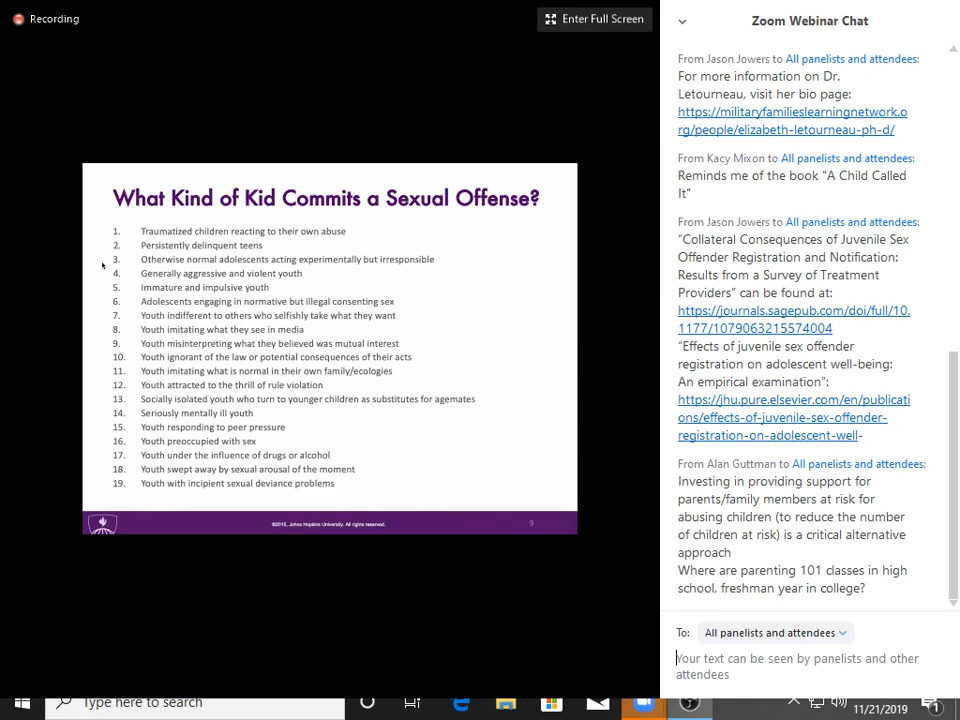 Recording
Enter Full Screen
Zoom Webinar Chat
What Kind of Kid Commits a Sexual Offense?
1. Traumatized children reacting to their own abuse
2. Persistently delinquent teens
3. Otherwise normal adolescents acting experimentally but irresponsible
4. Generally aggressive and violent youth
5. Immature and impulsive youth
6. Adolescents engaging in normative but illegal consenting sex
7. Youth indifferent to others who selfishly take what they want
8. Youth imitating what they see in media
9. Youth misinterpreting what they believed was mutual interest
10. Youth ignorant of the law or potential consequences of their acts
11. Youth imitating what is normal in their own family/ecologies
12. Youth attracted to the thrill of rule violation
13. Socially isolated youth who turn to younger children as substitutes for agemates
14. Seriously mentally ill youth
15. Youth responding to peer pressure
16. Youth preoccupied with sex
17. Youth under the influence of drugs or alcohol
18. Youth swept away by sexual arousal of the moment
19. Youth with incipient sexual deviance problems
©2015, Johns Hopkins University. All rights reserved.
9
From Jason Jowers to All panelists and attendees:
For more information on Dr.
Letourneau, visit her bio page:
https://militaryfamilieslearningnetwork.o
rg/people/elizabeth-letourneau-ph-d/
From Kacy Mixon to All panelists and attendees:
Reminds me of the book "A Child Called
It"
From Jason Jowers to All panelists and attendees:
“Collateral Consequences of Juvenile Sex
Offender Registration and Notification:
Results from a Survey of Treatment
Providers” can be found at:
https://journals.sagepub.com/doi/full/10.
1177/1079063215574004
“Effects of juvenile sex offender
registration on adolescent well-being:
An empirical examination”:
https://jhu.pure.elsevier.com/en/publicati
ons/effects-of-juvenile-sex-offender-
registration-on-adolescent-well-
From Alan Guttman to All panelists and attendees:
Investing in providing support for
parents/family members at risk for
abusing children (to reduce the number
of children at risk) is a critical alternative
approach
Where are parenting 101 classes in high
school, freshman year in college?
To: All panelists and attendees
Your text can be seen by panelists and other
attendees
Type here to search
11/21/2019
1